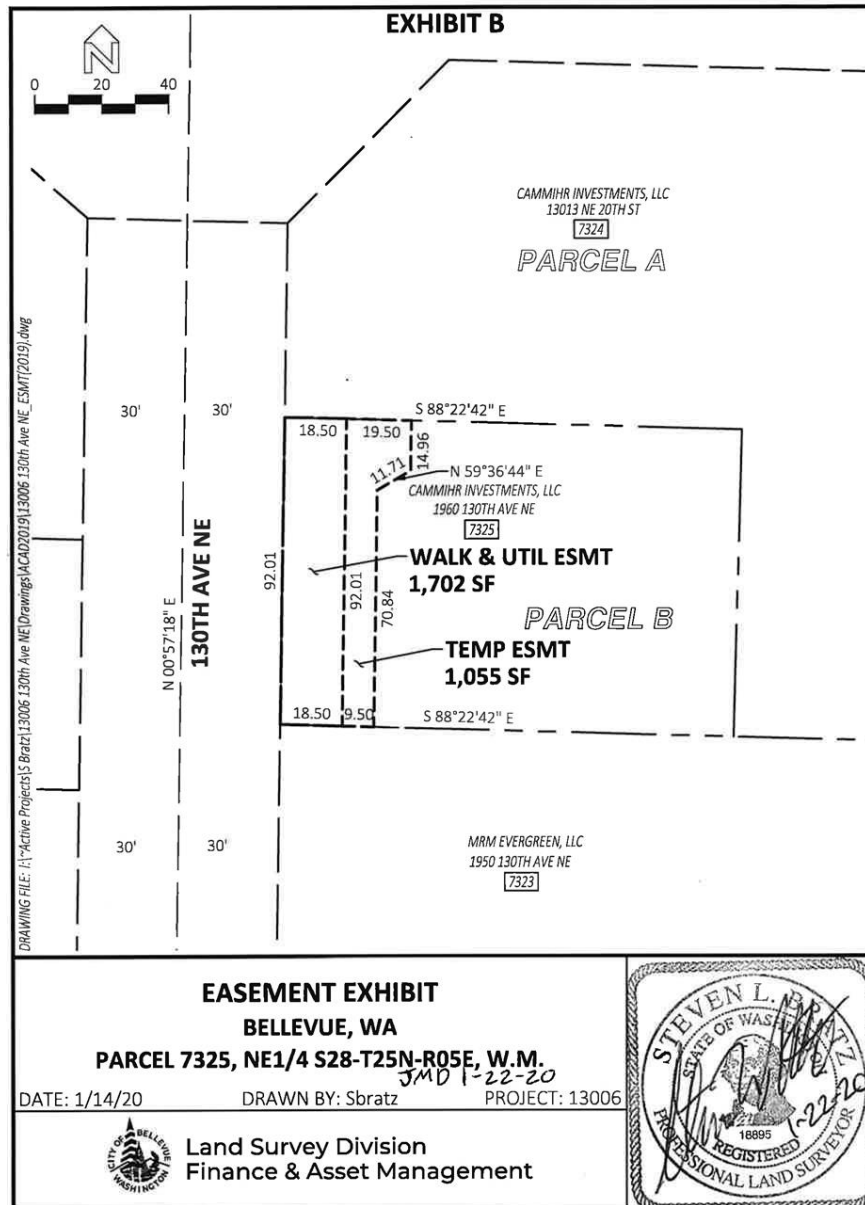 EXHIBIT B
N
0 20 40
CAMMIHR INVESTMENTS, LLC
13013 NE 20TH ST
7324
PARCEL A
30' 30'
S 88°22'42" E
18.50 19.50
14.96
11.71
N 59°36'44" E
CAMMIHR INVESTMENTS, LLC
1960 130TH AVE NE
7325
WALK & UTIL ESMT
1,702 SF
92.01
92.01
70.84
PARCEL B
TEMP ESMT
1,055 SF
N 00°57'18" E
130TH AVE NE
18.50 9.50
S 88°22'42" E
30' 30'
MRM EVERGREEN, LLC
1950 130TH AVE NE
7323
DRAWING FILE: I:\~Active Projects\S Bratz\13006 130th Ave NE\Drawings\ACAD2019\13006 130th Ave NE_ESMT(2019).dwg
EASEMENT EXHIBIT
BELLEVUE, WA
PARCEL 7325, NE1/4 S28-T25N-R05E, W.M.
JMD 1-22-20
DATE: 1/14/20 DRAWN BY: Sbratz PROJECT: 13006
CITY OF BELLEVUE
WASHINGTON
Land Survey Division
Finance & Asset Management
STEVEN L. BRATZ
STATE OF WASH
18895
REGISTERED
PROFESSIONAL LAND SURVEYOR
1-22-20